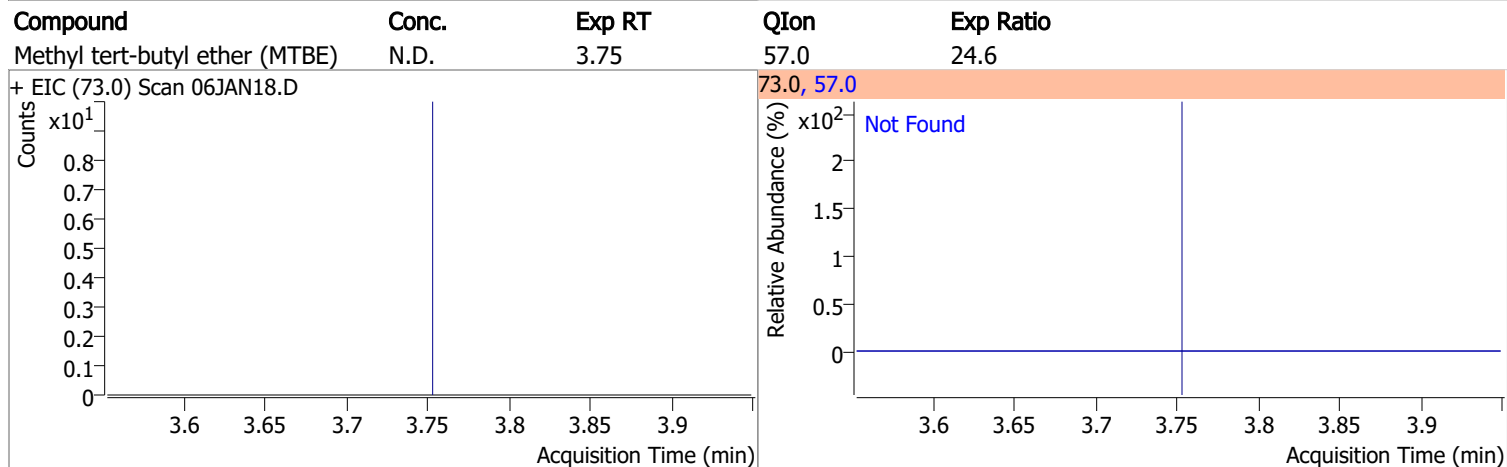 Compound Conc. Exp RT QIon Exp Ratio
Methyl tert-butyl ether (MTBE) N.D. 3.75 57.0 24.6
+ EIC (73.0) Scan 06JAN18.D
Counts
x10¹
0.8
0.7
0.6
0.5
0.4
0.3
0.2
0.1
0
3.6 3.65 3.7 3.75 3.8 3.85 3.9
Acquisition Time (min)
73.0, 57.0
Relative Abundance (%)
x10²
Not Found
2
1.5
1
0.5
0
3.6 3.65 3.7 3.75 3.8 3.85 3.9
Acquisition Time (min)